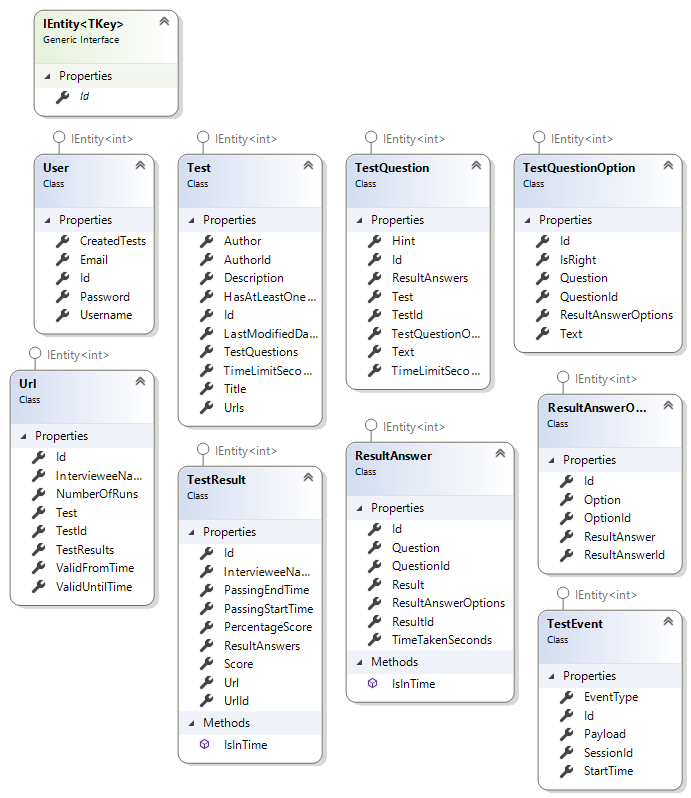 IEntity<TKey>
Generic Interface
Properties
Id
IEntity<int>
User
Class
Properties
CreatedTests
Email
Id
Password
Username
IEntity<int>
Test
Class
Properties
Author
AuthorId
Description
HasAtLeastOne...
Id
LastModifiedDa...
TestQuestions
TimeLimitSeco...
Title
Urls
IEntity<int>
TestQuestion
Class
Properties
Hint
Id
ResultAnswers
Test
TestId
TestQuestionO...
Text
TimeLimitSeco...
IEntity<int>
TestQuestionOption
Class
Properties
Id
IsRight
Question
QuestionId
ResultAnswerOptions
Text
IEntity<int>
Url
Class
Properties
Id
IntervieweeNa...
NumberOfRuns
Test
TestId
TestResults
ValidFromTime
ValidUntilTime
IEntity<int>
TestResult
Class
Properties
Id
IntervieweeNa...
PassingEndTime
PassingStartTime
PercentageScore
ResultAnswers
Score
Url
UrlId
Methods
IsInTime
IEntity<int>
ResultAnswer
Class
Properties
Id
Question
QuestionId
Result
ResultAnswerOptions
ResultId
TimeTakenSeconds
Methods
IsInTime
IEntity<int>
ResultAnswerO...
Class
Properties
Id
Option
OptionId
ResultAnswer
ResultAnswerId
IEntity<int>
TestEvent
Class
Properties
EventType
Id
Payload
SessionId
StartTime